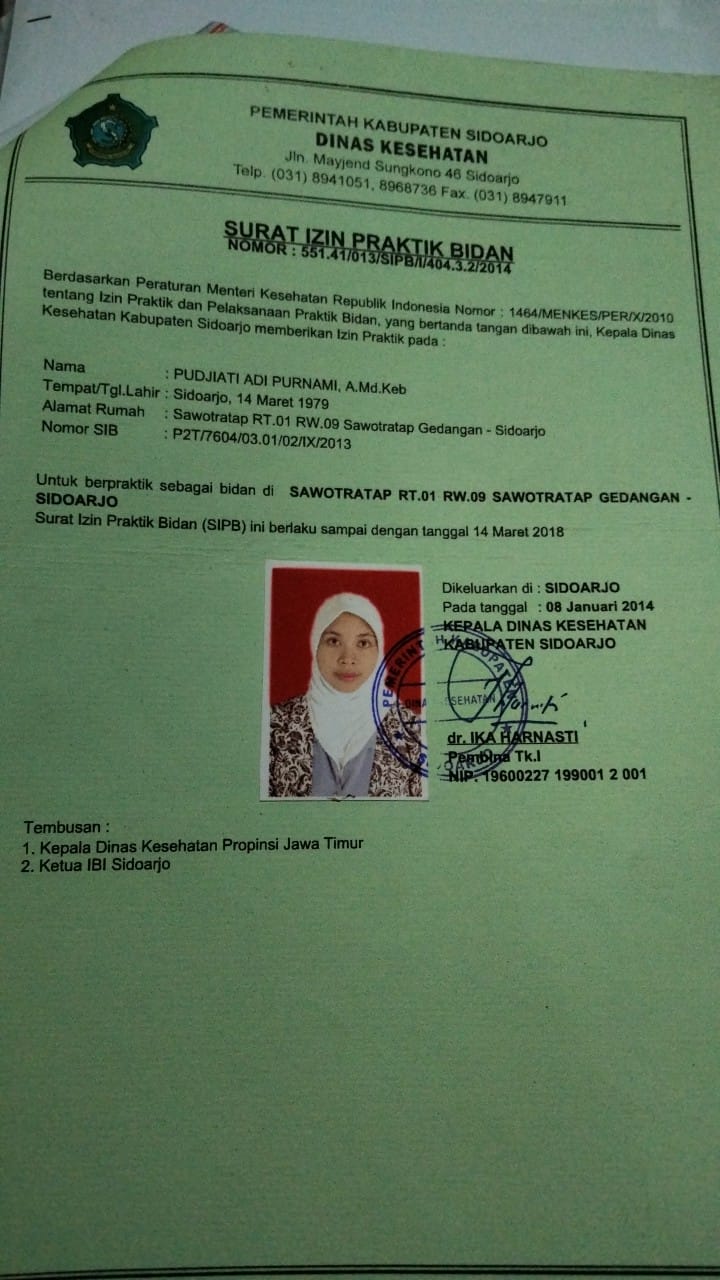 PEMERINTAH KABUPATEN SIDOARJO
DINAS KESEHATAN
Jln. Mayjend Sungkono 46 Sidoarjo
Telp. (031) 8941051, 8968736 Fax. (031) 8947911
SURAT IZIN PRAKTIK BIDAN
NOMOR : 551.41/013/SIPB/I/404.3.2/2014
Berdasarkan Peraturan Menteri Kesehatan Republik Indonesia Nomor : 1464/MENKES/PER/X/2010
tentang Izin Praktik dan Pelaksanaan Praktik Bidan, yang bertanda tangan dibawah ini, Kepala Dinas
Kesehatan Kabupaten Sidoarjo memberikan Izin Praktik pada :
Nama : PUDJIATI ADI PURNAMI, A.Md.Keb
Tempat/Tgl.Lahir : Sidoarjo, 14 Maret 1979
Alamat Rumah : Sawotratap RT.01 RW.09 Sawotratap Gedangan - Sidoarjo
Nomor SIB : P2T/7604/03.01/02/IX/2013
Untuk berpraktik sebagai bidan di SAWOTRATAP RT.01 RW.09 SAWOTRATAP GEDANGAN -
SIDOARJO
Surat Izin Praktik Bidan (SIPB) ini berlaku sampai dengan tanggal 14 Maret 2018
Dikeluarkan di : SIDOARJO
Pada tanggal : 08 Januari 2014
KEPALA DINAS KESEHATAN
KABUPATEN SIDOARJO
dr. IKA HARNASTI
Pembina Tk.I
NIP. 19600227 199001 2 001
Tembusan :
1. Kepala Dinas Kesehatan Propinsi Jawa Timur
2. Ketua IBI Sidoarjo